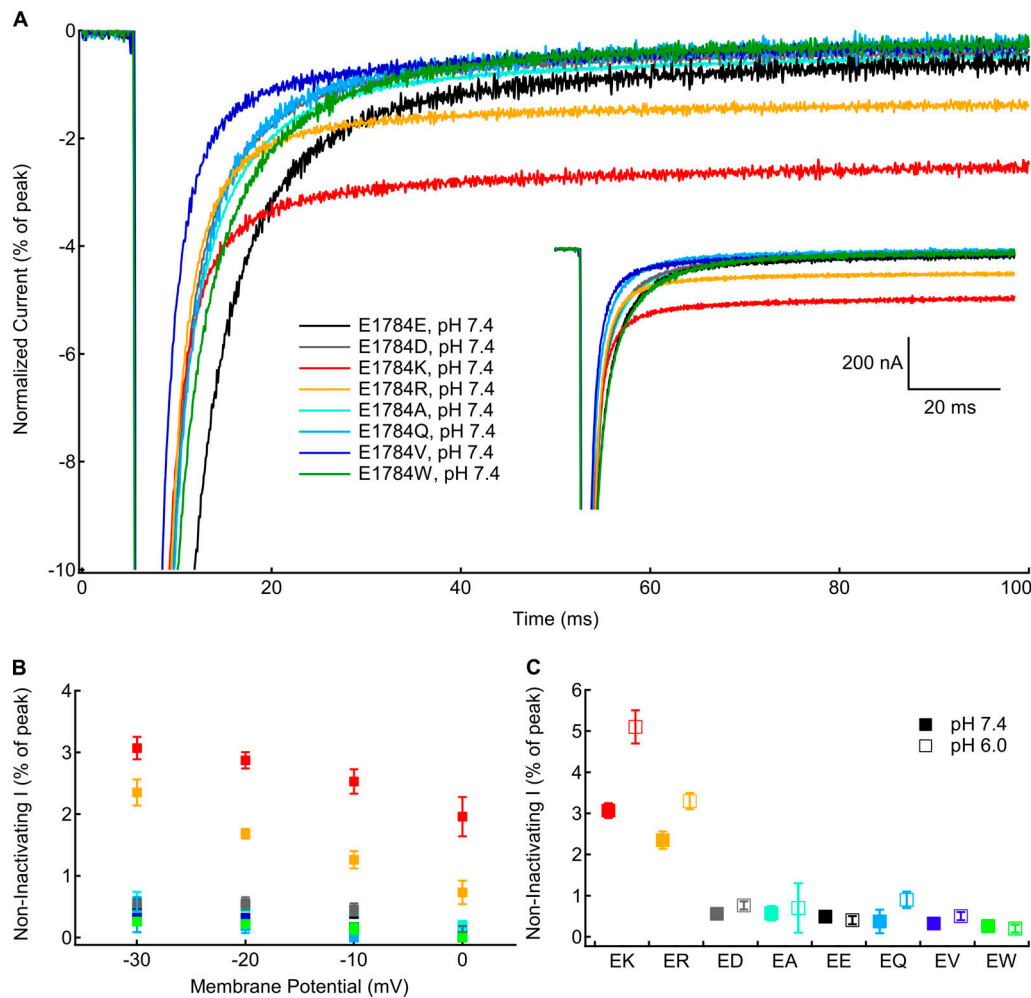 A
Normalized Current (% of peak)
0
-2
-4
-6
-8
-10
E1784E, pH 7.4
E1784D, pH 7.4
E1784K, pH 7.4
E1784R, pH 7.4
E1784A, pH 7.4
E1784Q, pH 7.4
E1784V, pH 7.4
E1784W, pH 7.4
200 nA
20 ms
0 20 40 60 80 100
Time (ms)
B
Non-Inactivating I (% of peak)
4
3
2
1
0
-30 -20 -10 0
Membrane Potential (mV)
C
Non-Inactivating I (% of peak)
6
5
4
3
2
1
0
pH 7.4
pH 6.0
EK ER ED EA EE EQ EV EW